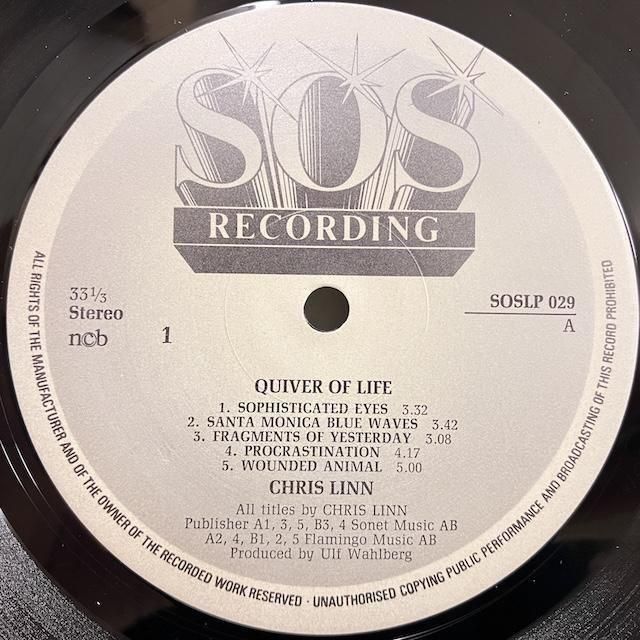 SOS
RECORDING
33⅓
Stereo
ncb
1
SOSLP 029
A
QUIVER OF LIFE
1. SOPHISTICATED EYES 3.32
2. SANTA MONICA BLUE WAVES 3.42
3. FRAGMENTS OF YESTERDAY 3.08
4. PROCRASTINATION 4.17
5. WOUNDED ANIMAL 5.00
CHRIS LINN
All titles by CHRIS LINN
Publisher A1, 3, 5, B3, 4 Sonet Music AB
A2, 4, B1, 2, 5 Flamingo Music AB
Produced by Ulf Wahlberg
ALL RIGHTS OF THE MANUFACTURER AND OF THE OWNER OF THE RECORDED WORK RESERVED · UNAUTHORISED COPYING PUBLIC PERFORMANCE AND BROADCASTING OF THIS RECORD PROHIBITED